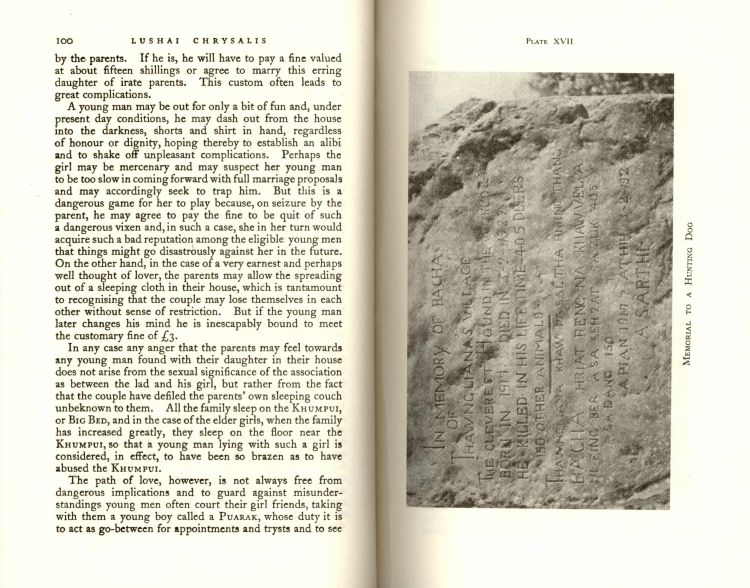 100 LUSHAI CHRYSALIS
by the parents. If he is, he will have to pay a fine valued
at about fifteen shillings or agree to marry this erring
daughter of irate parents. This custom often leads to
great complications.
A young man may be out for only a bit of fun and, under
present day conditions, he may dash out from the house
into the darkness, shorts and shirt in hand, regardless
of honour or dignity, hoping thereby to establish an alibi
and to shake off unpleasant complications. Perhaps the
girl may be mercenary and may suspect her young man
to be too slow in coming forward with full marriage proposals
and may accordingly seek to trap him. But this is a
dangerous game for her to play because, on seizure by the
parent, he may agree to pay the fine to be quit of such
a dangerous vixen and, in such a case, she in her turn would
acquire such a bad reputation among the eligible young men
that things might go disastrously against her in the future.
On the other hand, in the case of a very earnest and perhaps
well thought of lover, the parents may allow the spreading
out of a sleeping cloth in their house, which is tantamount
to recognising that the couple may lose themselves in each
other without sense of restriction. But if the young man
later changes his mind he is inescapably bound to meet
the customary fine of £3.
In any case any anger that the parents may feel towards
any young man found with their daughter in their house
does not arise from the sexual significance of the association
as between the lad and his girl, but rather from the fact
that the couple have defiled the parents' own sleeping couch
unbeknown to them. All the family sleep on the KHUMPUI,
or BIG BED, and in the case of the elder girls, when the family
has increased greatly, they sleep on the floor near the
KHUMPUI, so that a young man lying with such a girl is
considered, in effect, to have been so brazen as to have
abused the KHUMPUI.
The path of love, however, is not always free from
dangerous implications and to guard against misunder-
standings young men often court their girl friends, taking
with them a young boy called a PUARAK, whose duty it is
to act as go-between for appointments and trysts and to see
PLATE XVII
IN MEMORY OF BACHA
OF
THAWNGLIANAS VILLAGE
THE CLEVEREST HOUND IN THE WORLD
BORN IN 1917 DIED IN
HE KILLED IN HIS LIFE TIME 405 DEERS
150 OTHER ANIMALS
PASALTHA
BACHA HRIAT RENG NA
SAZUK 405
SADANG 150
A PIAN 1917 A THIH
A SARTHI
MEMORIAL TO A HUNTING DOG